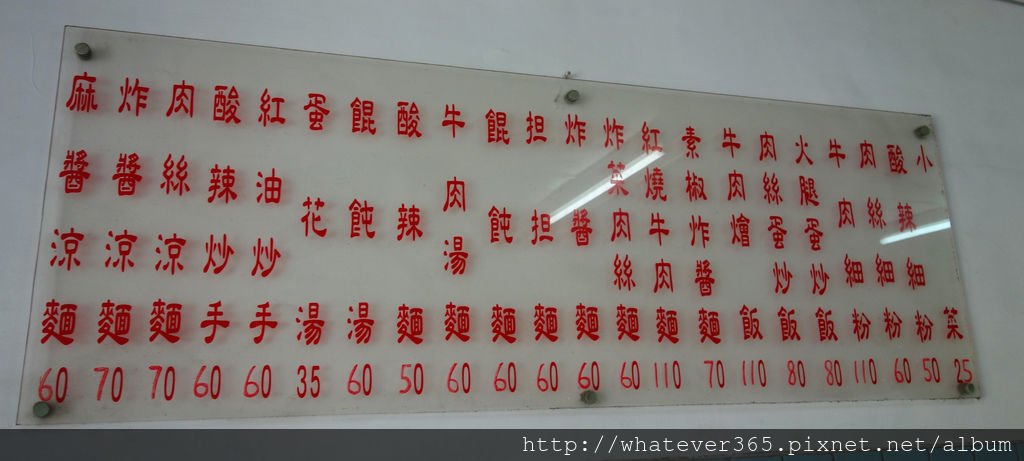 小菜 25
酸辣細粉 50
肉絲細粉 60
牛肉細粉 110
火腿蛋炒飯 80
肉絲蛋炒飯 80
牛肉燴飯 110
素椒炸醬麵 70
紅燒牛肉麵 110
炸菜肉絲麵 60
炸醬麵 60
担担麵 60
餛飩麵 60
牛肉湯麵 60
酸辣麵 50
餛飩湯 60
蛋花湯 35
紅油炒手 60
酸辣炒手 60
肉絲涼麵 70
炸醬涼麵 70
麻醬涼麵 60
http://whatever365.pixnet.net/album